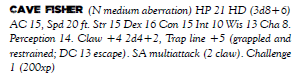 CAVE FISHER (N medium aberration) HP 21 HD (3d8+6)
AC 15, Spd 20 ft. Str 15 Dex 16 Con 15 Int 10 Wis 13 Cha 8.
Perception 14. Claw +4 2d4+2, Trap line +5 (grappled and
restrained; DC 13 escape). SA multiattack (2 claw). Challenge
1 (200xp)